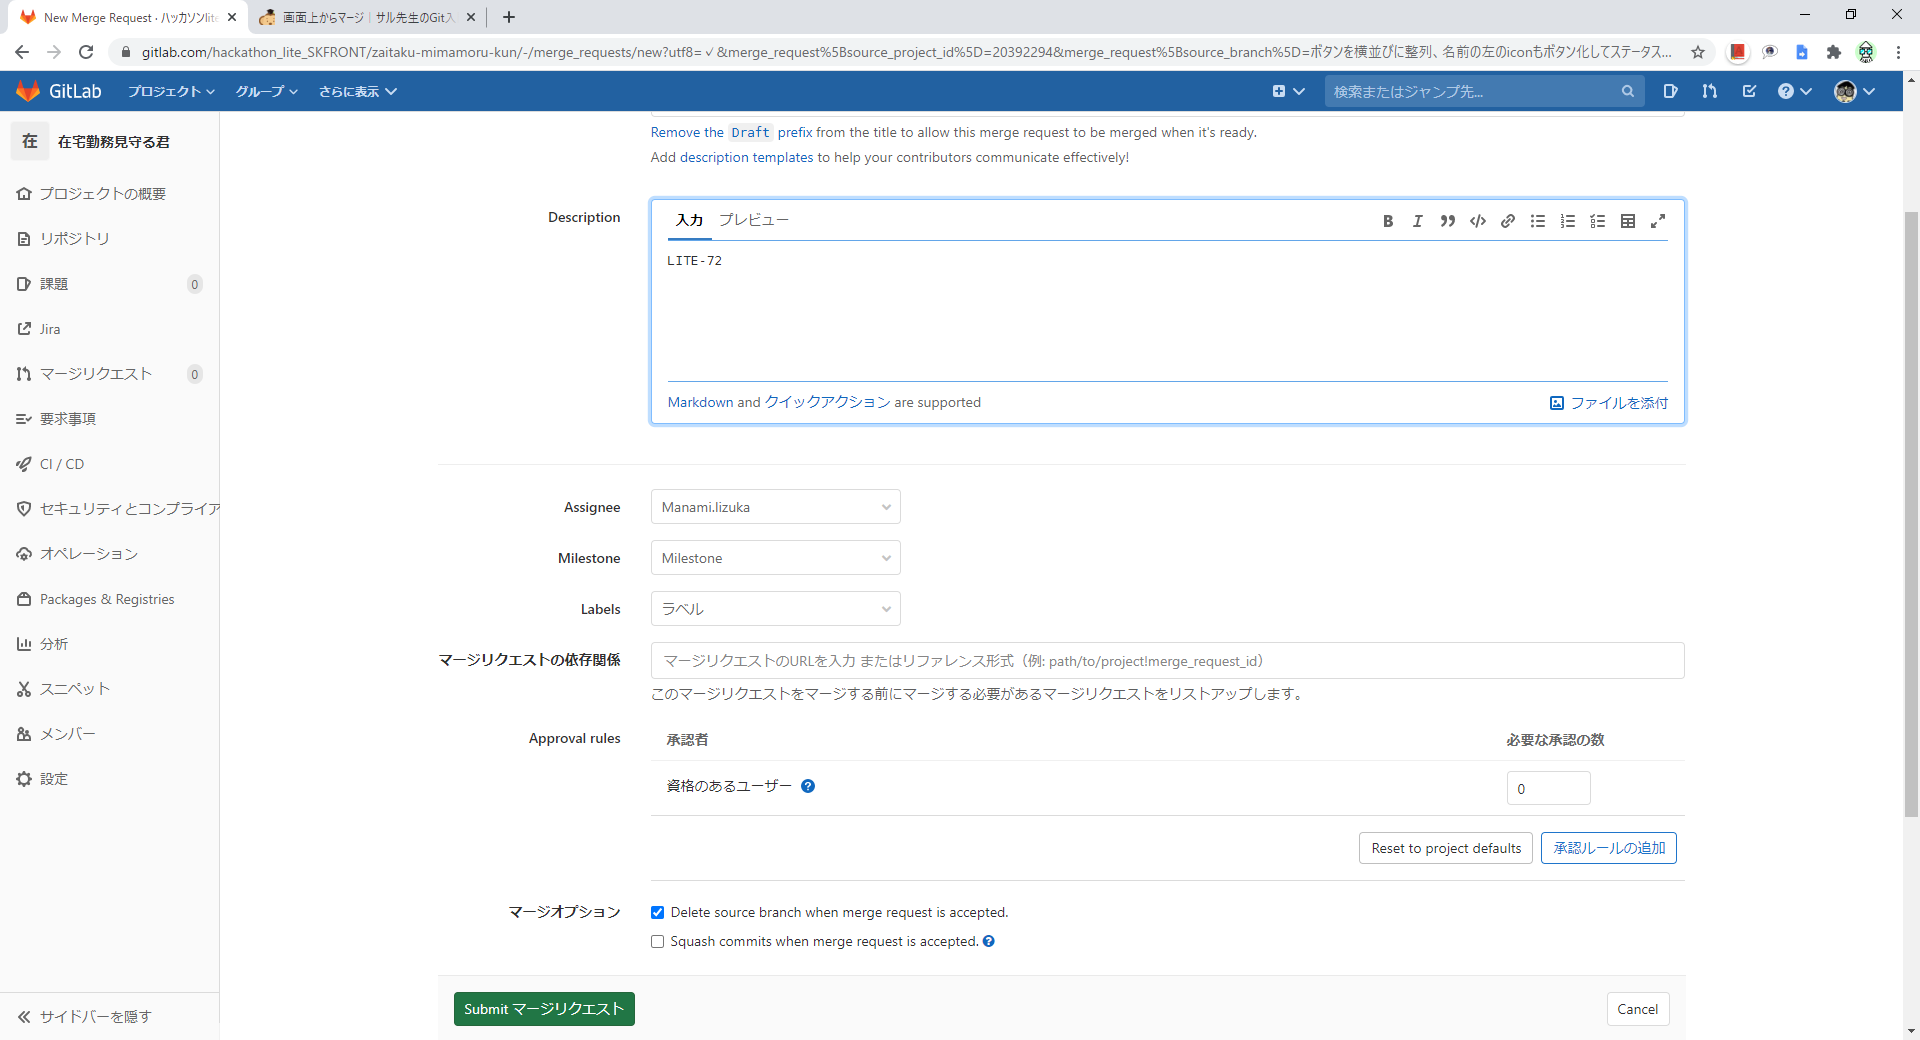 New Merge Request · ハッカソンlite
画面上からマージ | サル先生のGit入
gitlab.com/hackathon_lite_SKFRONT/zaitaku-mimamoru-kun/-/merge_requests/new?utf8=✓&merge_request%5Bsource_project_id%5D=20392294&merge_request%5Bsource_branch%5D=ボタンを横並びに整列、名前の左のiconもボタン化してステータス...
GitLab プロジェクト グループ さらに表示 検索またはジャンプ先...
在 在宅勤務見守る君
プロジェクトの概要
リポジトリ
課題 0
Jira
マージリクエスト 0
要求事項
CI / CD
セキュリティとコンプライア
オペレーション
Packages & Registries
分析
スニペット
メンバー
設定
サイドバーを隠す
Remove the Draft prefix from the title to allow this merge request to be merged when it's ready.
Add description templates to help your contributors communicate effectively!
Description
入力 プレビュー
LITE-72
Markdown and クイックアクション are supported
ファイルを添付
Assignee Manami.Iizuka
Milestone Milestone
Labels ラベル
マージリクエストの依存関係 マージリクエストのURLを入力 またはリファレンス形式（例: path/to/project!merge_request_id）
このマージリクエストをマージする前にマージする必要があるマージリクエストをリストアップします。
Approval rules 承認者 必要な承認の数
資格のあるユーザー 0
Reset to project defaults 承認ルールの追加
マージオプション Delete source branch when merge request is accepted.
Squash commits when merge request is accepted.
Submit マージリクエスト Cancel